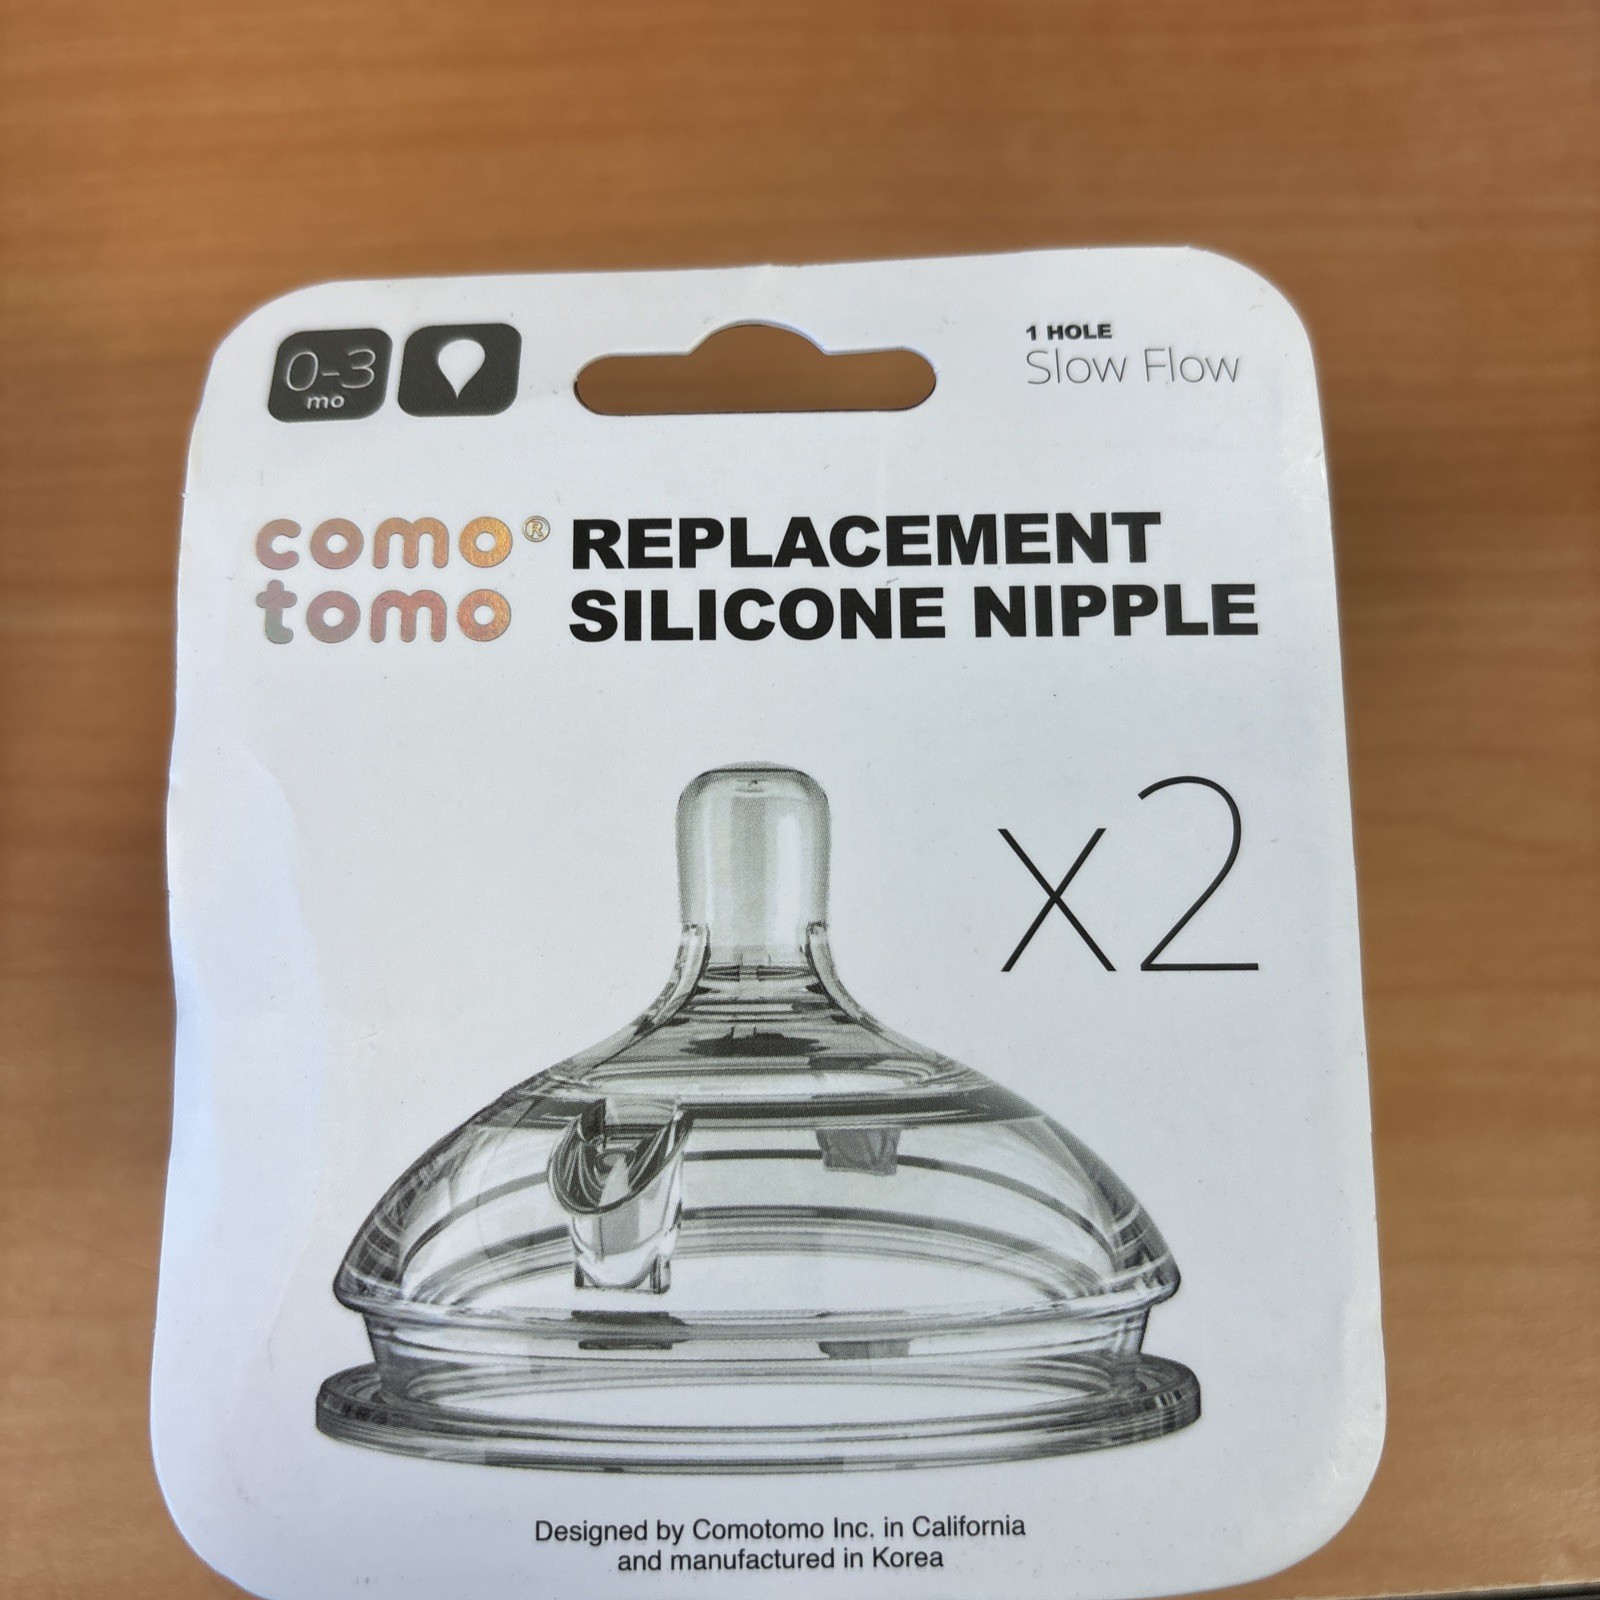 0-3
mo
1 HOLE
Slow Flow
como®
tomo
REPLACEMENT
SILICONE NIPPLE
x2
Designed by Comotomo Inc. in California
and manufactured in Korea